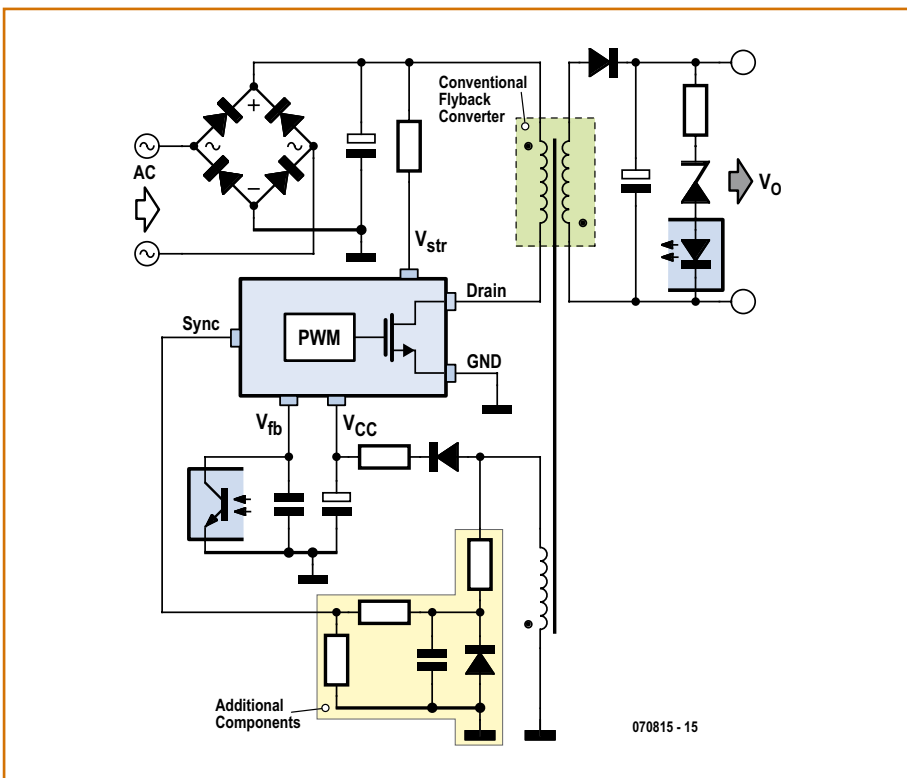 Conventional
Flyback
Converter
+
~
~
AC
−
Vstr
VO
Drain
Sync
PWM
GND
Vfb
VCC
Additional
Components
070815 - 15